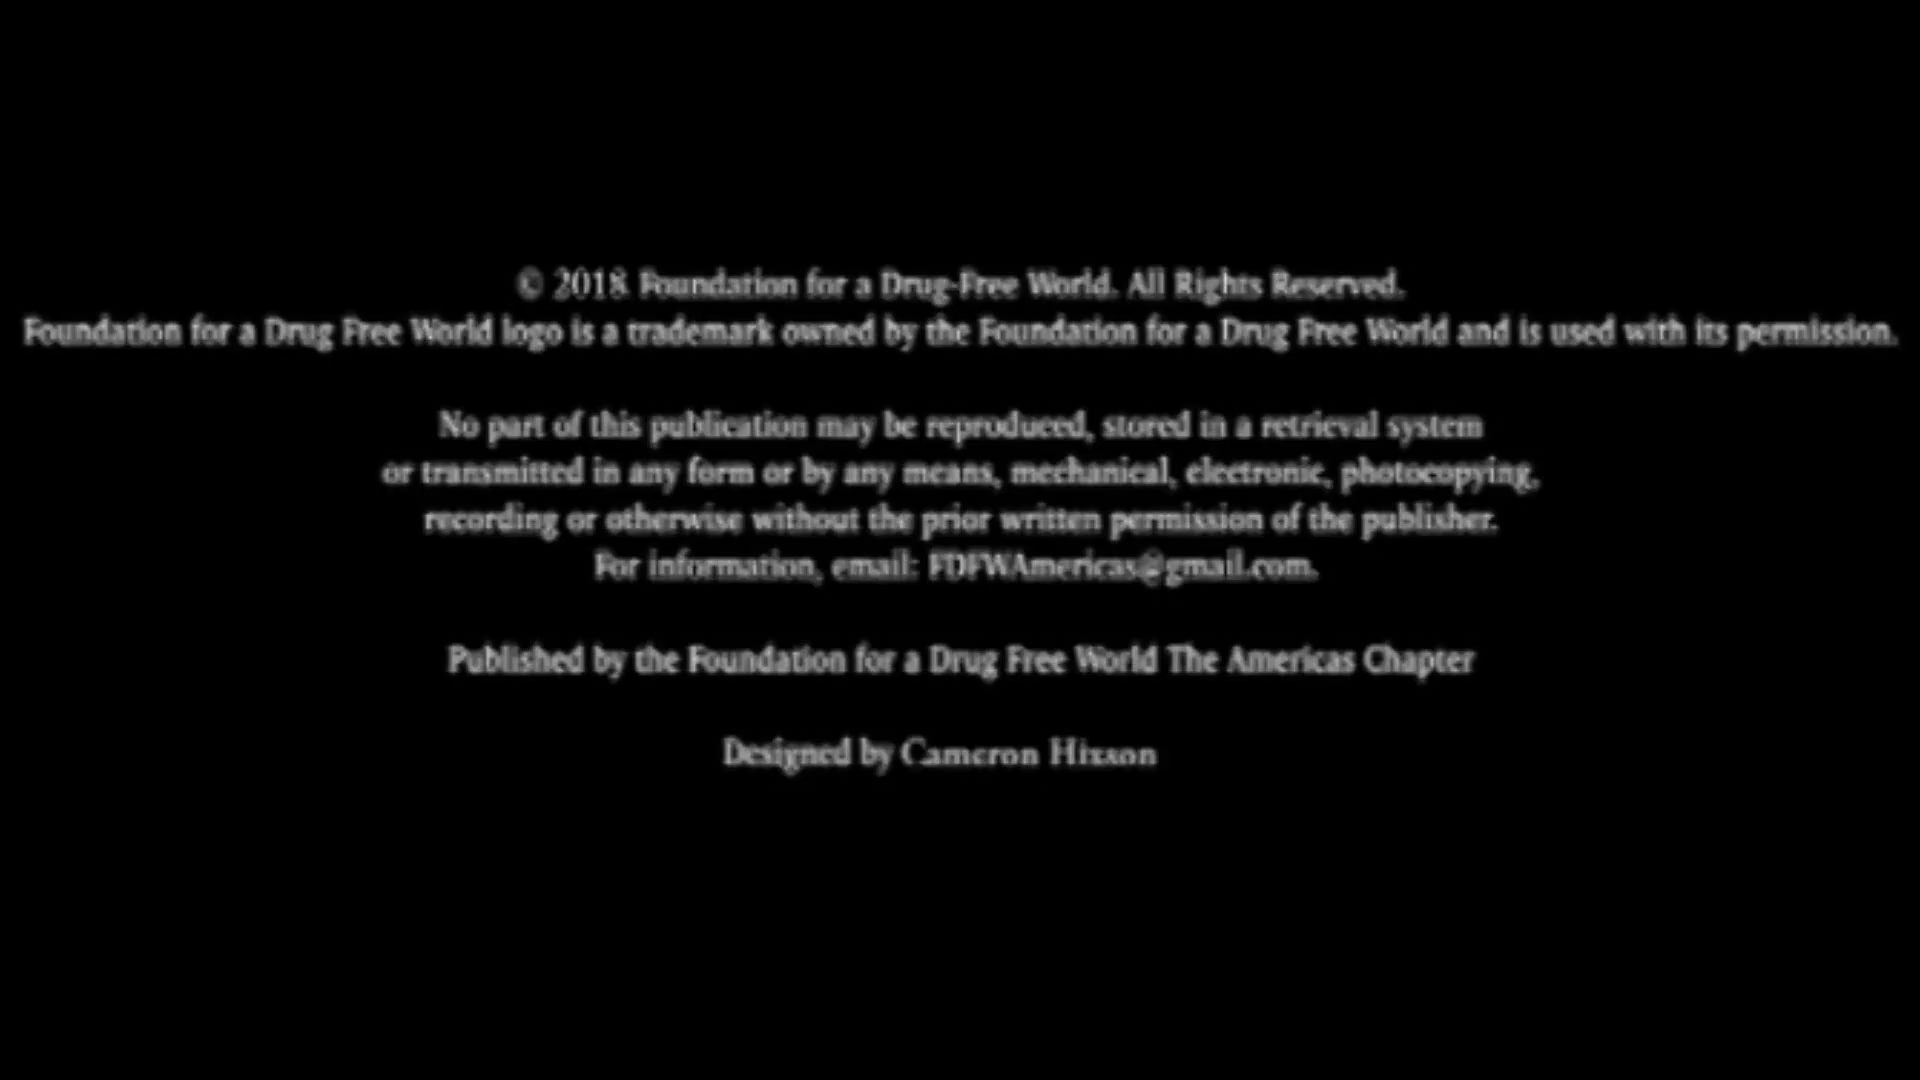 © 2018 Foundation for a Drug-Free World. All Rights Reserved.
Foundation for a Drug Free World logo is a trademark owned by the Foundation for a Drug Free World and is used with its permission.
No part of this publication may be reproduced, stored in a retrieval system
or transmitted in any form or by any means, mechanical, electronic, photocopying,
recording or otherwise without the prior written permission of the publisher.
For information, email: FDFWAmericas@gmail.com.
Published by the Foundation for a Drug Free World The Americas Chapter
Designed by Cameron Hixson